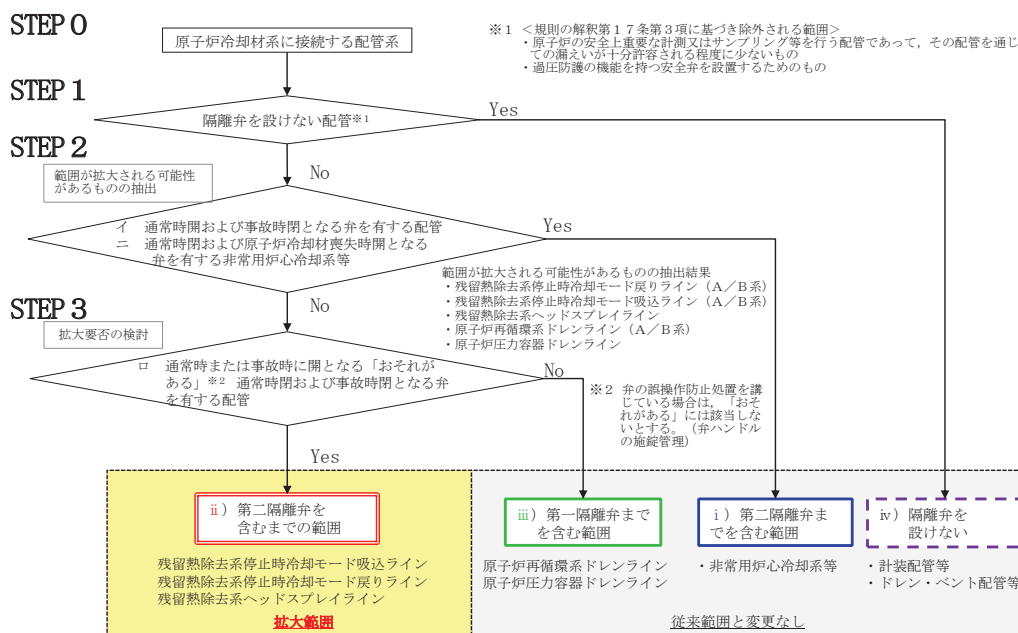 STEP 0
原子炉冷却材系に接続する配管系
※1 ＜規則の解釈第17条第3項に基づき除外される範囲＞
・原子炉の安全上重要な計測又はサンプリング等を行う配管であって，その配管を通じ
ての漏えいが十分許容される程度に少ないもの
・過圧防護の機能を持つ安全弁を設置するためのもの
STEP 1
隔離弁を設けない配管※1
Yes
No
STEP 2
範囲が拡大される可能性
があるものの抽出
イ 通常時開および事故時閉となる弁を有する配管
ニ 通常時閉および原子炉冷却材喪失時開となる
弁を有する非常用炉心冷却系等
Yes
No
範囲が拡大される可能性があるものの抽出結果
・残留熱除去系停止時冷却モード戻りライン（A／B系）
・残留熱除去系停止時冷却モード吸込ライン（A／B系）
・残留熱除去系ヘッドスプレイライン
・原子炉再循環系ドレンライン（A／B系）
・原子炉圧力容器ドレンライン
STEP 3
拡大要否の検討
ロ 通常時または事故時に開となる「おそれが
ある」※2 通常時閉および事故時閉となる弁
を有する配管
No
Yes
※2 弁の誤操作防止処置を講
じている場合は，「おそ
れがある」には該当しな
いとする。（弁ハンドル
の施錠管理）
ⅱ）第二隔離弁を
含むまでの範囲
残留熱除去系停止時冷却モード吸込ライン
残留熱除去系停止時冷却モード戻りライン
残留熱除去系ヘッドスプレイライン
拡大範囲
ⅲ）第一隔離弁まで
を含む範囲
原子炉再循環系ドレンライン
原子炉圧力容器ドレンライン
ⅰ）第二隔離弁ま
でを含む範囲
・非常用炉心冷却系等
ⅳ）隔離弁を
設けない
・計装配管等
・ドレン・ベント配管等
従来範囲と変更なし